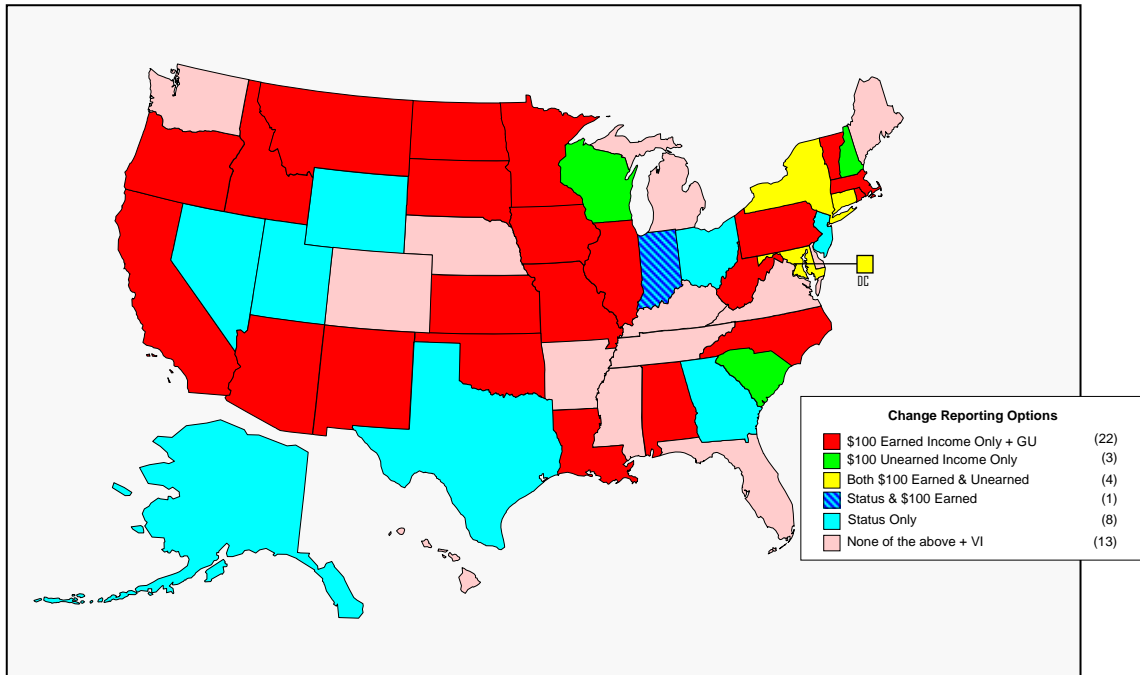 DC
Change Reporting Options
$100 Earned Income Only + GU (22)
$100 Unearned Income Only (3)
Both $100 Earned & Unearned (4)
Status & $100 Earned (1)
Status Only (8)
None of the above + VI (13)